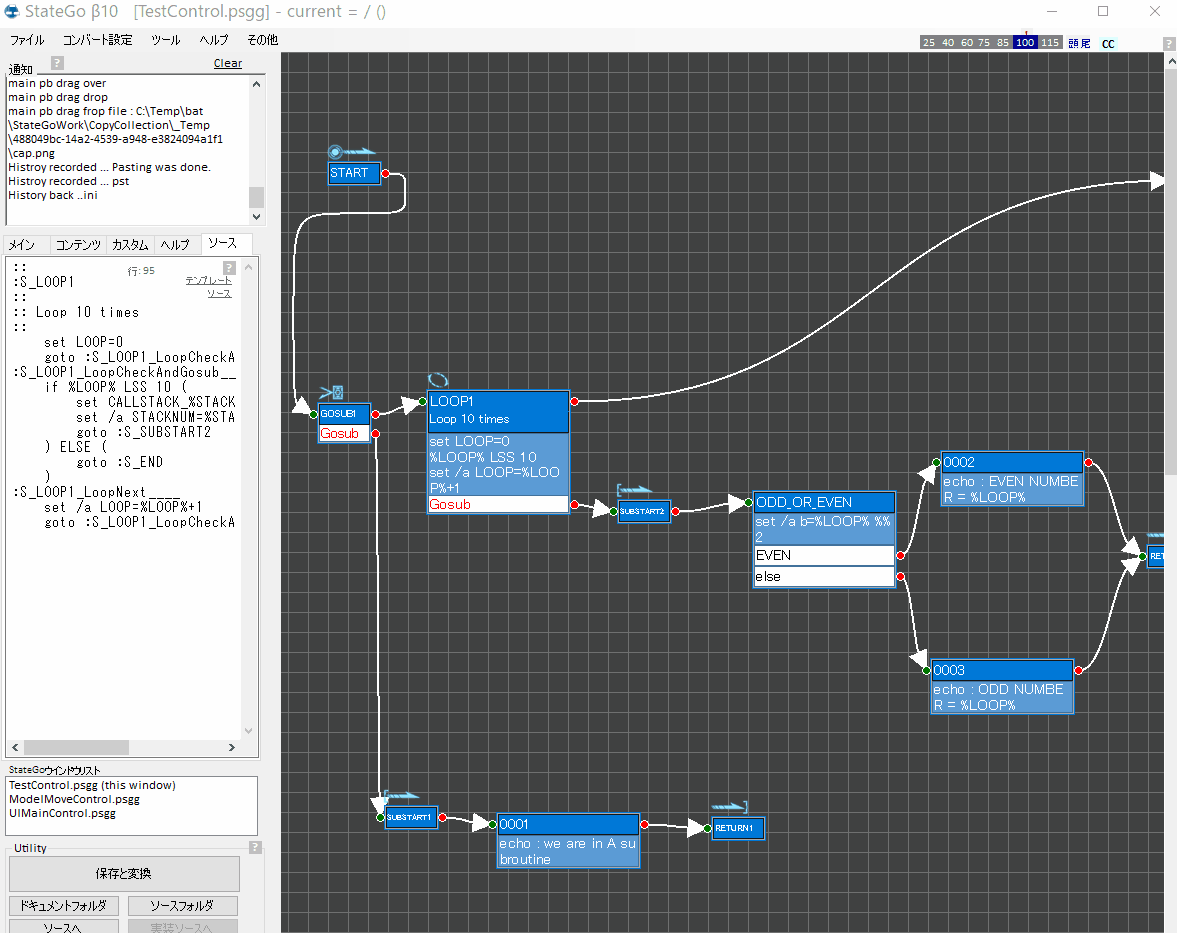 StateGo β10 [TestControl.psgg] - current = / ()
ファイル コンバート設定 ツール ヘルプ その他
25 40 60 75 85 100 115 頭 尾 CC ?
通知 ? Clear
main pb drag over
main pb drag drop
main pb drag frop file : C:\Temp\bat
\StateGoWork\CopyCollection\_Temp
\488049bc-14a2-4539-a948-e3824094a1f1
\cap.png
Histroy recorded ... Pasting was done.
Histroy recorded ... pst
History back ..ini
メイン コンテンツ カスタム ヘルプ ソース
行: 95 ?
テンプレート
ソース
::
:S_LOOP1
::
:: Loop 10 times
::
set LOOP=0
goto :S_LOOP1_LoopCheckA
:S_LOOP1_LoopCheckAndGosub__
if %LOOP% LSS 10 (
set CALLSTACK_%STACK
set /a STACKNUM=%STA
goto :S_SUBSTART2
) ELSE (
goto :S_END
)
:S_LOOP1_LoopNext____
set /a LOOP=%LOOP%+1
goto :S_LOOP1_LoopCheckA
StateGoウインドウリスト
TestControl.psgg (this window)
ModelMoveControl.psgg
UIMainControl.psgg
Utility ?
保存と変換
ドキュメントフォルダ ソースフォルダ
ソースへ 実装ソースへ
START
GOSUB1
Gosub
LOOP1
Loop 10 times
set LOOP=0
%LOOP% LSS 10
set /a LOOP=%LOO
P%+1
Gosub
SUBSTART2
ODD_OR_EVEN
set /a b=%LOOP% %%
2
EVEN
else
0002
echo : EVEN NUMBE
R = %LOOP%
RET
0003
echo : ODD NUMBE
R = %LOOP%
SUBSTART1
0001
echo : we are in A su
broutine
RETURN1